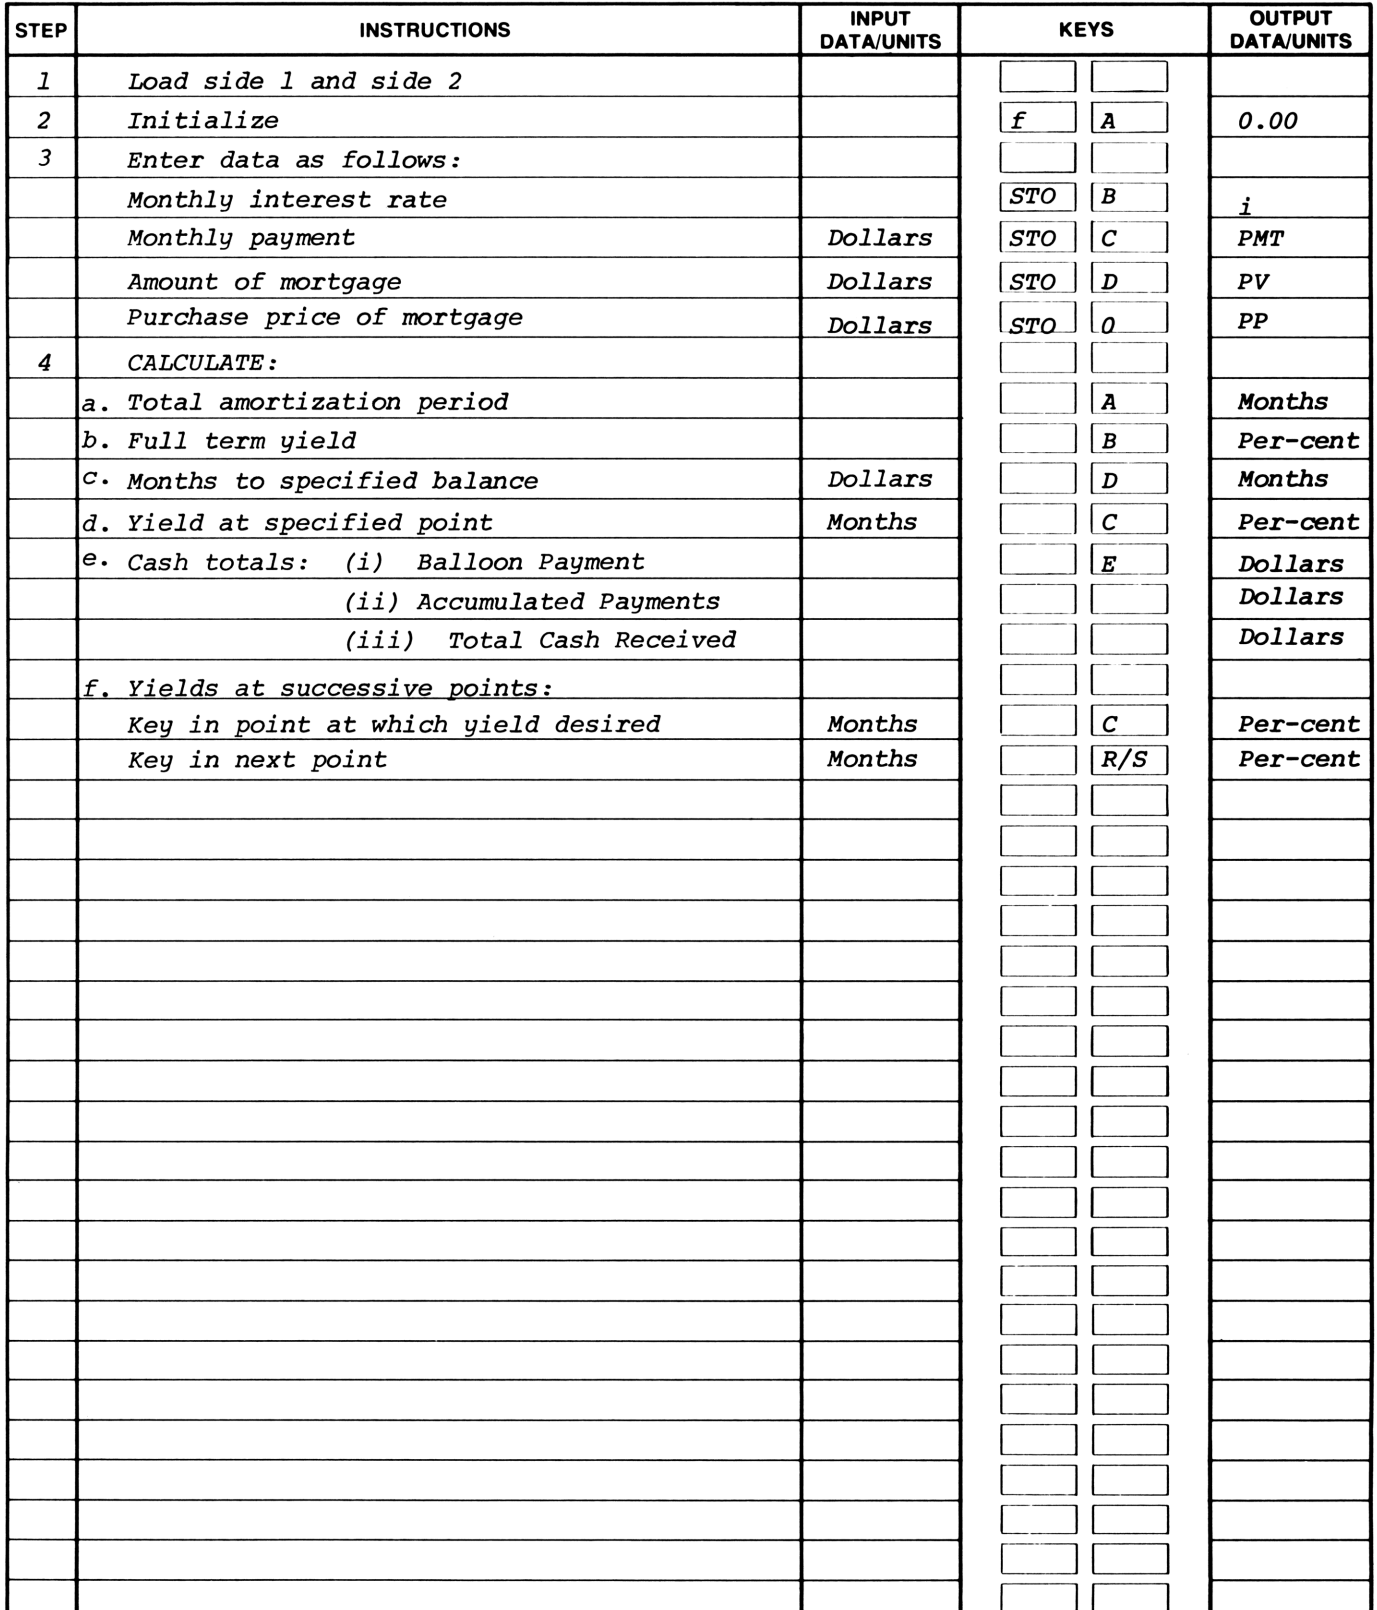 STEP INSTRUCTIONS INPUT DATA/UNITS KEYS OUTPUT DATA/UNITS
1 Load side 1 and side 2
2 Initialize f A 0.00
3 Enter data as follows:
Monthly interest rate STO B i
Monthly payment Dollars STO C PMT
Amount of mortgage Dollars STO D PV
Purchase price of mortgage Dollars STO 0 PP
4 CALCULATE:
a. Total amortization period A Months
b. Full term yield B Per-cent
c. Months to specified balance Dollars D Months
d. Yield at specified point Months C Per-cent
e. Cash totals: (i) Balloon Payment E Dollars
(ii) Accumulated Payments Dollars
(iii) Total Cash Received Dollars
f. Yields at successive points:
Key in point at which yield desired Months C Per-cent
Key in next point Months R/S Per-cent